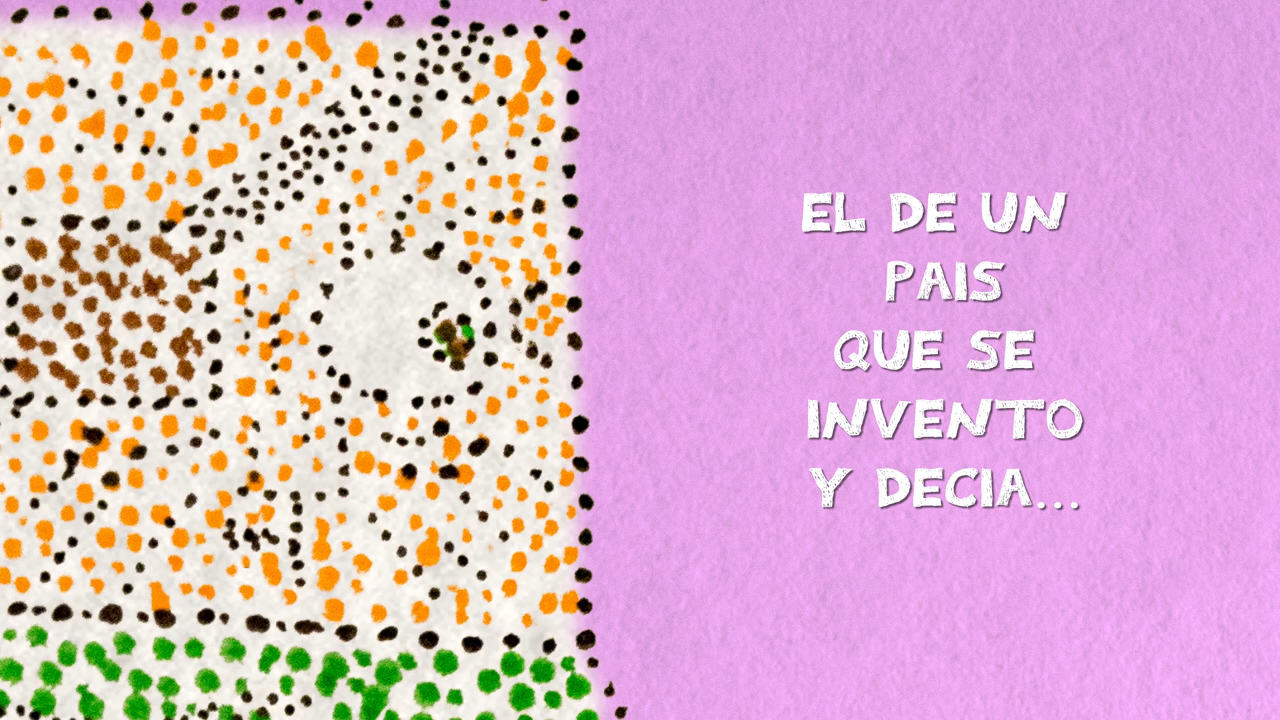 EL DE UN
PAIS
QUE SE
INVENTO
Y DECIA...